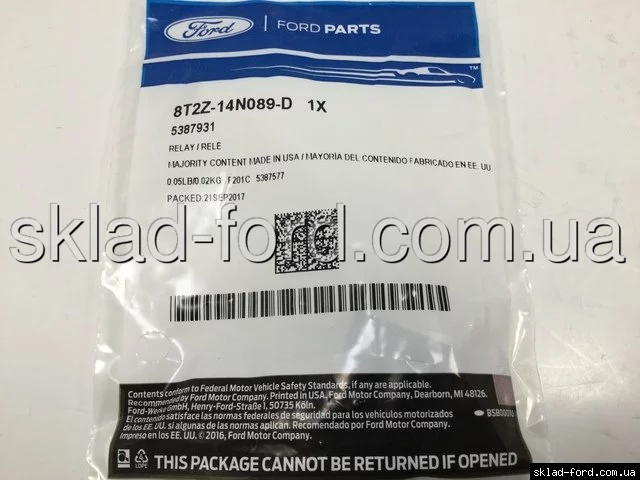 Ford FORD PARTS
TM
8T2Z-14N089-D 1X
5387931
RELAY / RELE
MAJORITY CONTENT MADE IN USA / MAYORÍA DEL CONTENIDO FABRICADO EN EE. UU
0.05LB/0.02KG F201C 5387577
PACKED:21SEP2017
sklad-ford.com.ua
Contents conform to Federal Motor Vehicle Safety Standards, if any are applicable.
Recommended by Ford Motor Company. Printed in USA. Ford Motor Company, Dearborn, MI 48126.
Ford-Werke GmbH, Henry-Ford-Straße 1, 50735 Köln.
El contenido satisface las normas federales de seguridad para los vehículos motorizados
de los EE. UU. si algunas de las normas aplican. Recomendado por Ford Motor Company.
Impreso en los EE. UU. ©2016, Ford Motor Company.
LDPE
THIS PACKAGE CANNOT BE RETURNED IF OPENED
sklad-ford.com.ua